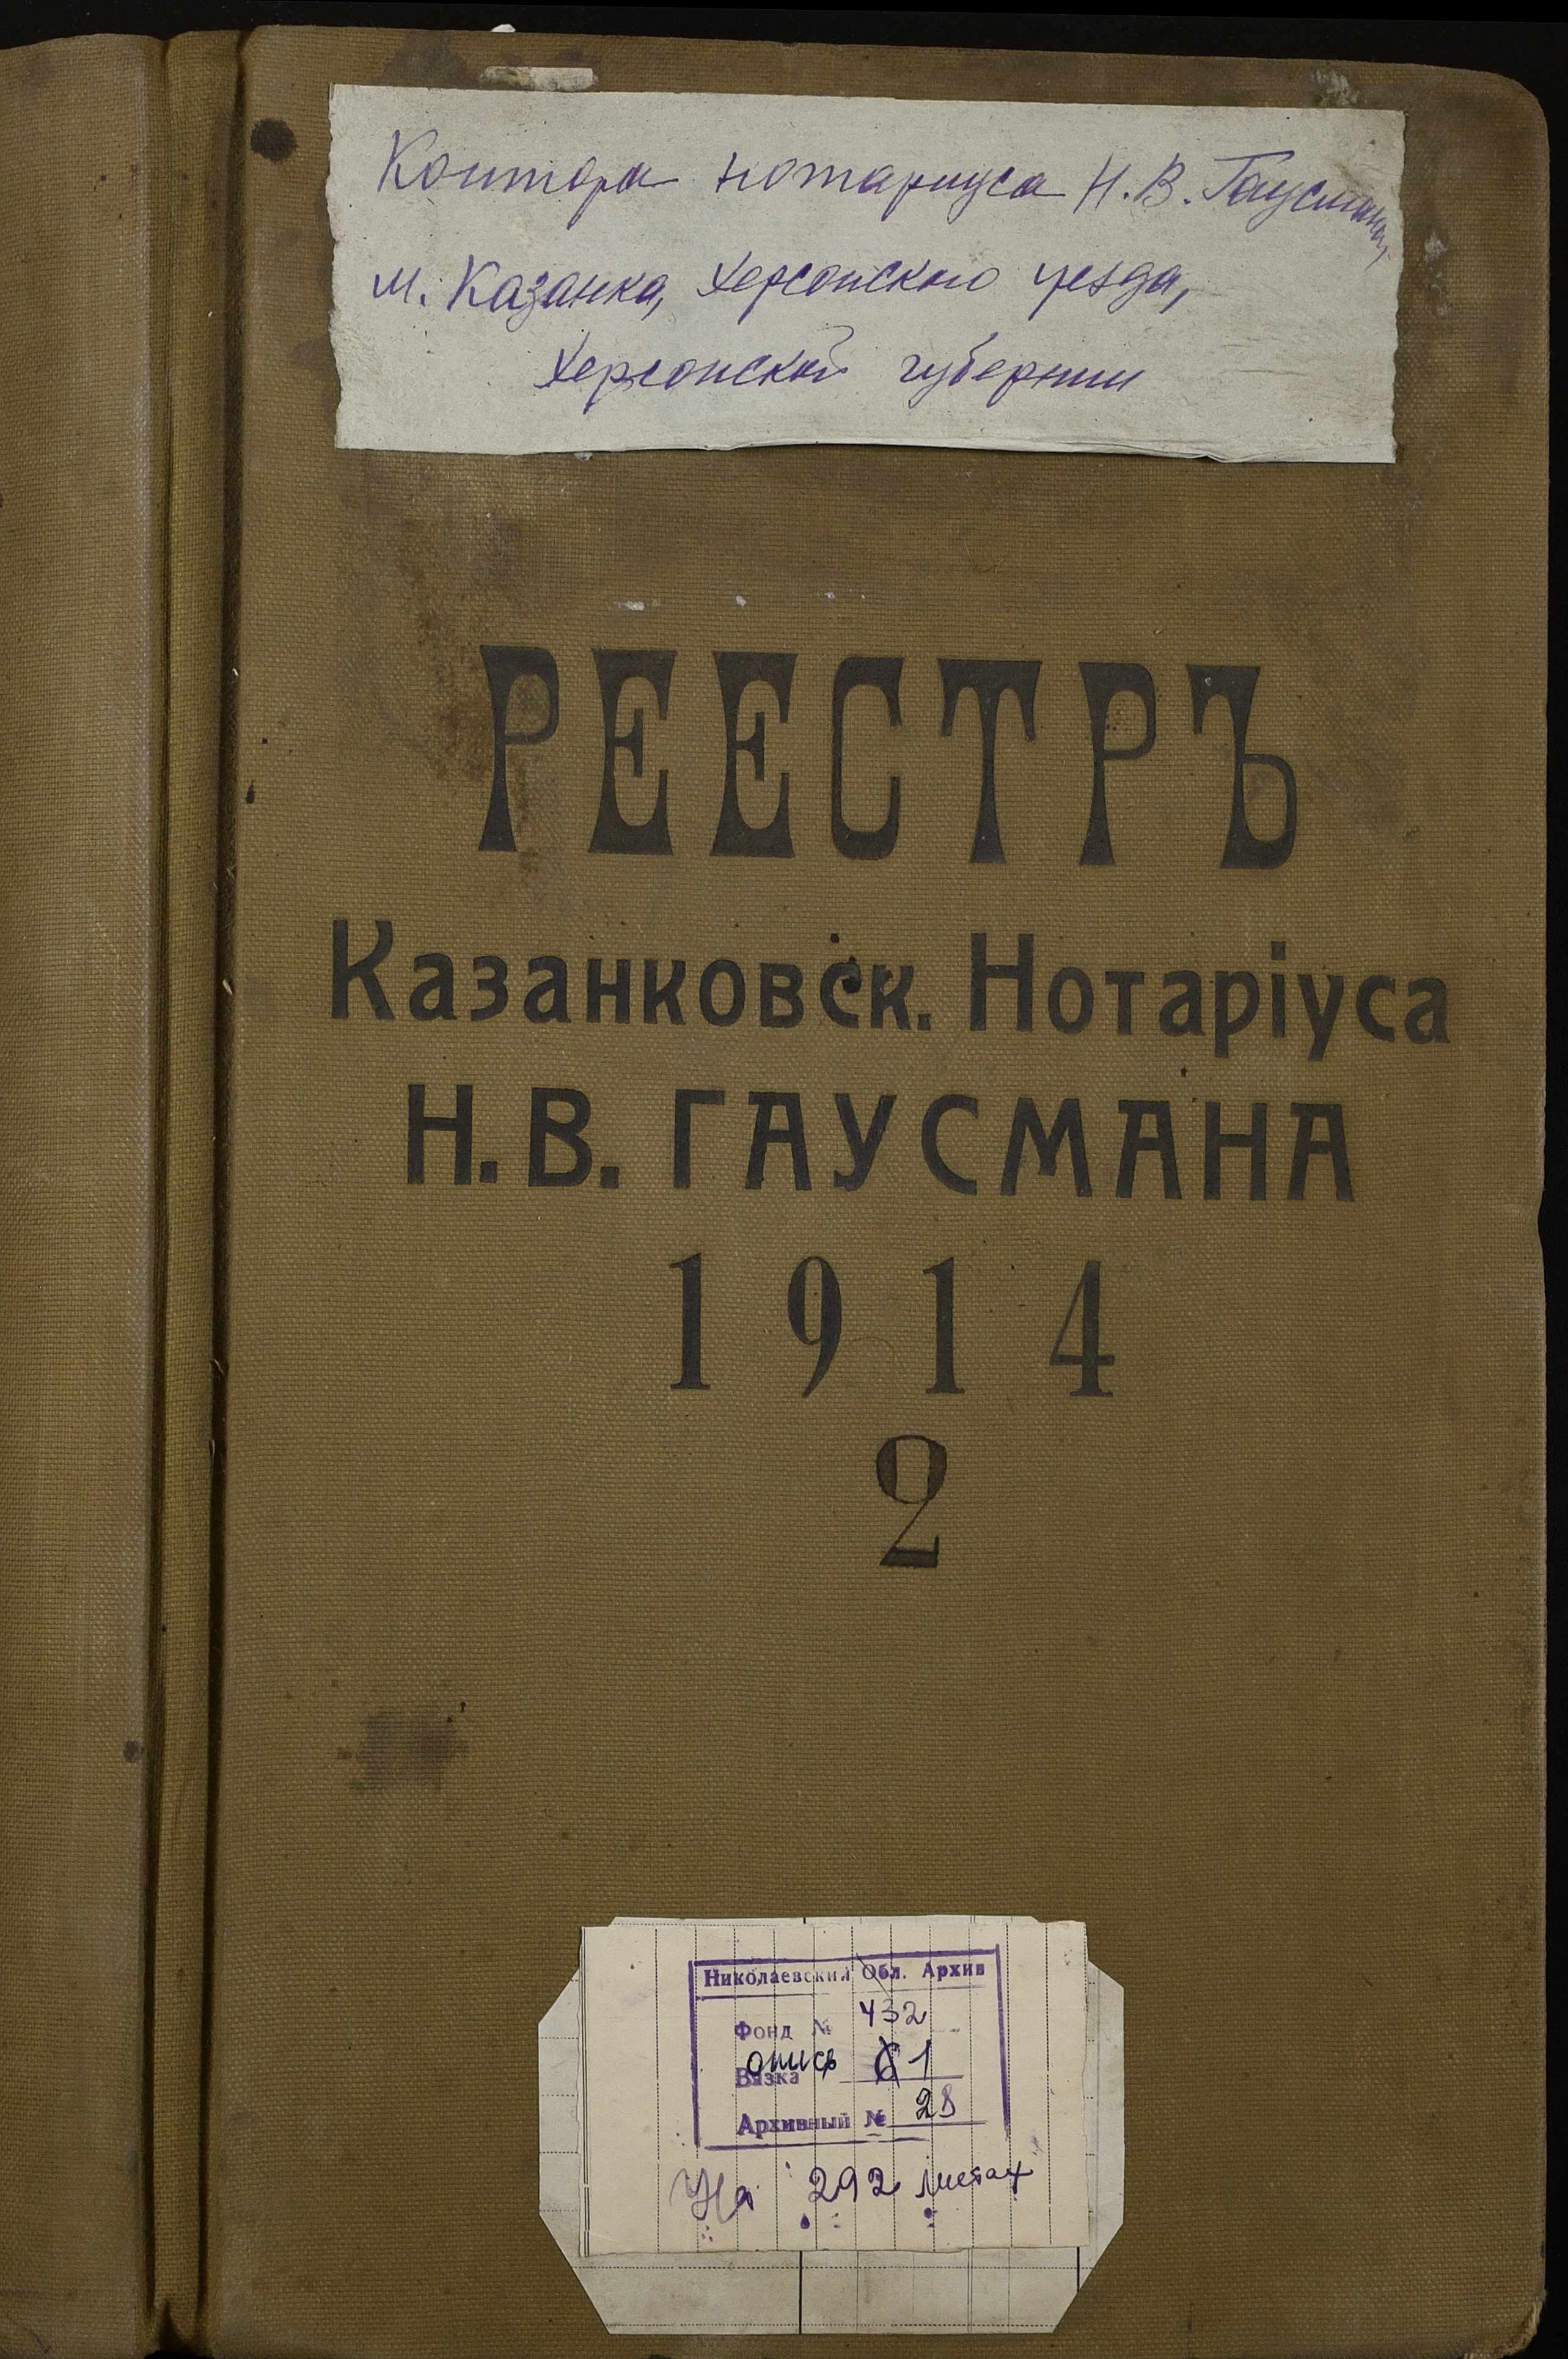 Контора нотариуса Н. В. Гаусмана,
м. Казанка, Херсонского уезда,
Херсонской губернии
РЕЕСТРЪ
Казанковск. Нотаріуса
Н. В. ГАУСМАНА
1914
2
Николаевский Обл. Архив
Фонд № 432
опись 1
Вязка
Архивный № 28
На 292 листах